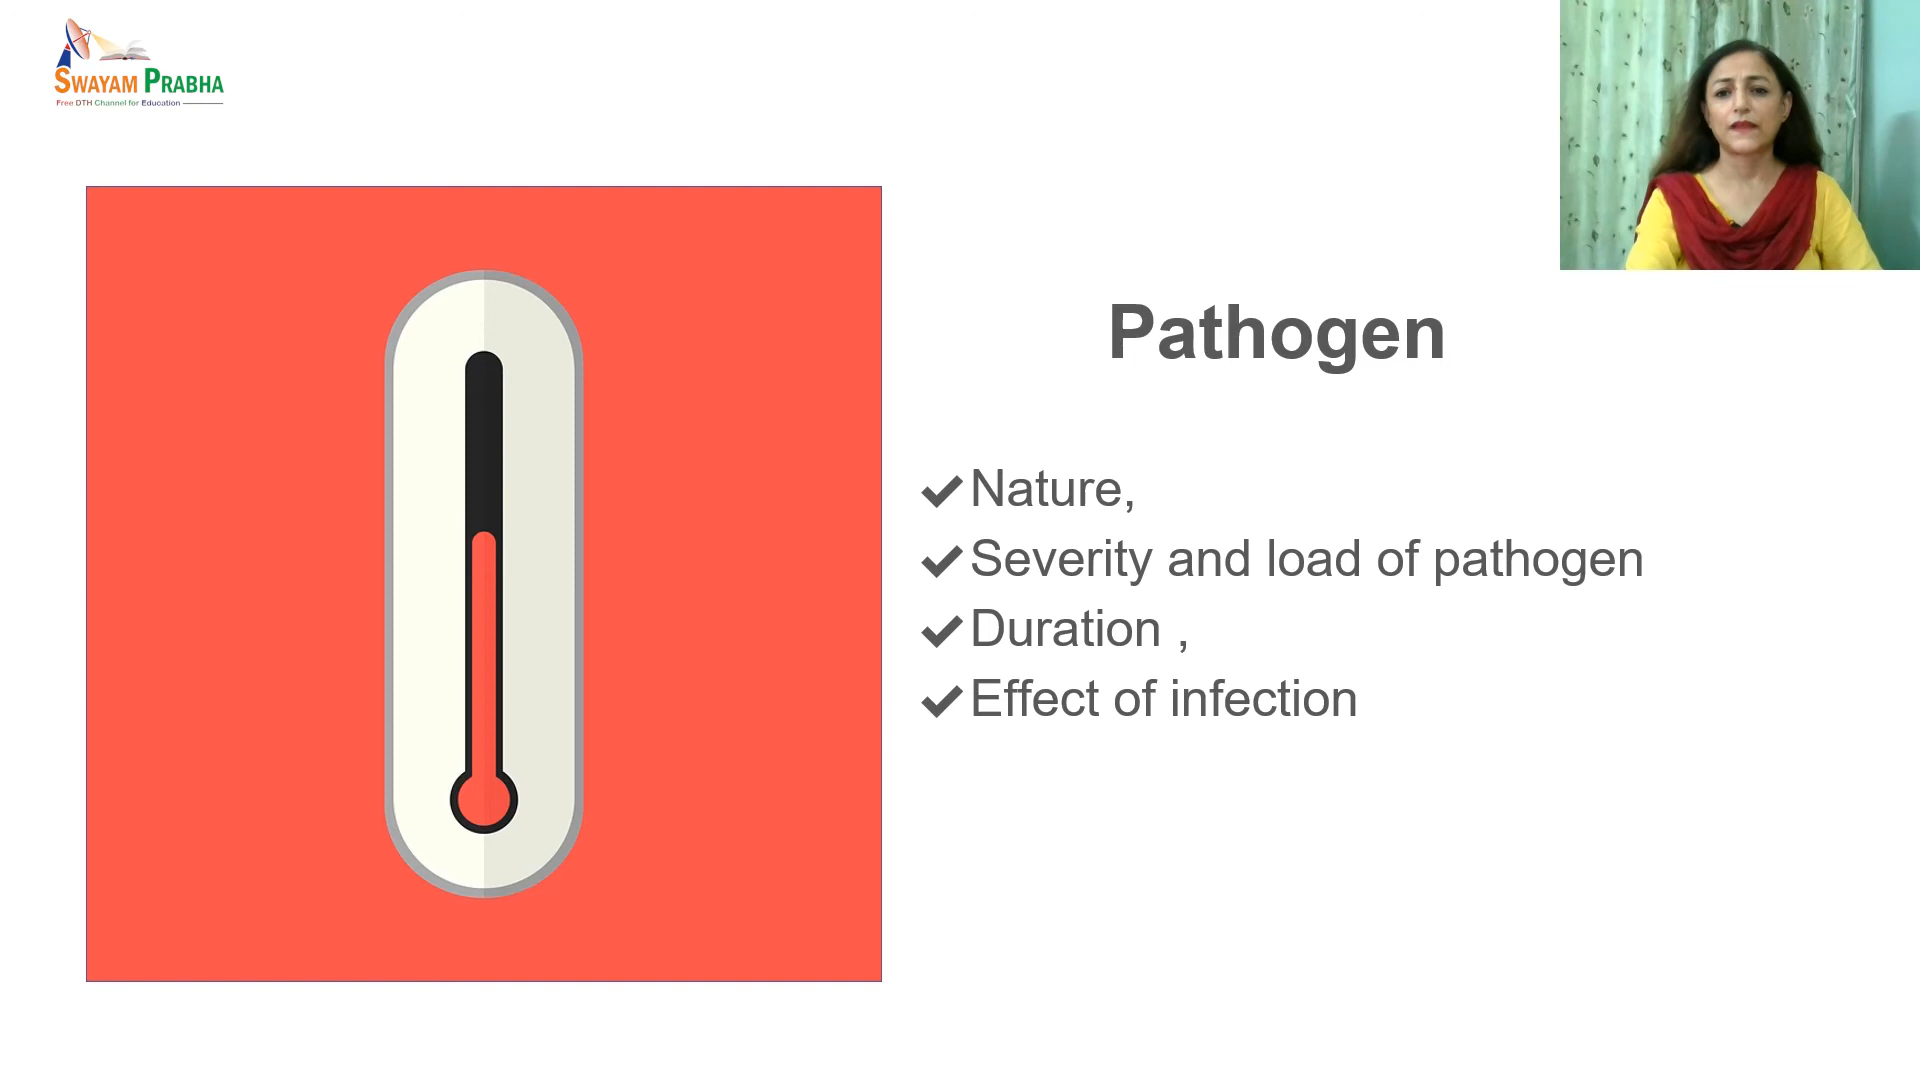 SWAYAM PRABHA
Free DTH Channel for Education
Pathogen
Nature,
Severity and load of pathogen
Duration ,
Effect of infection